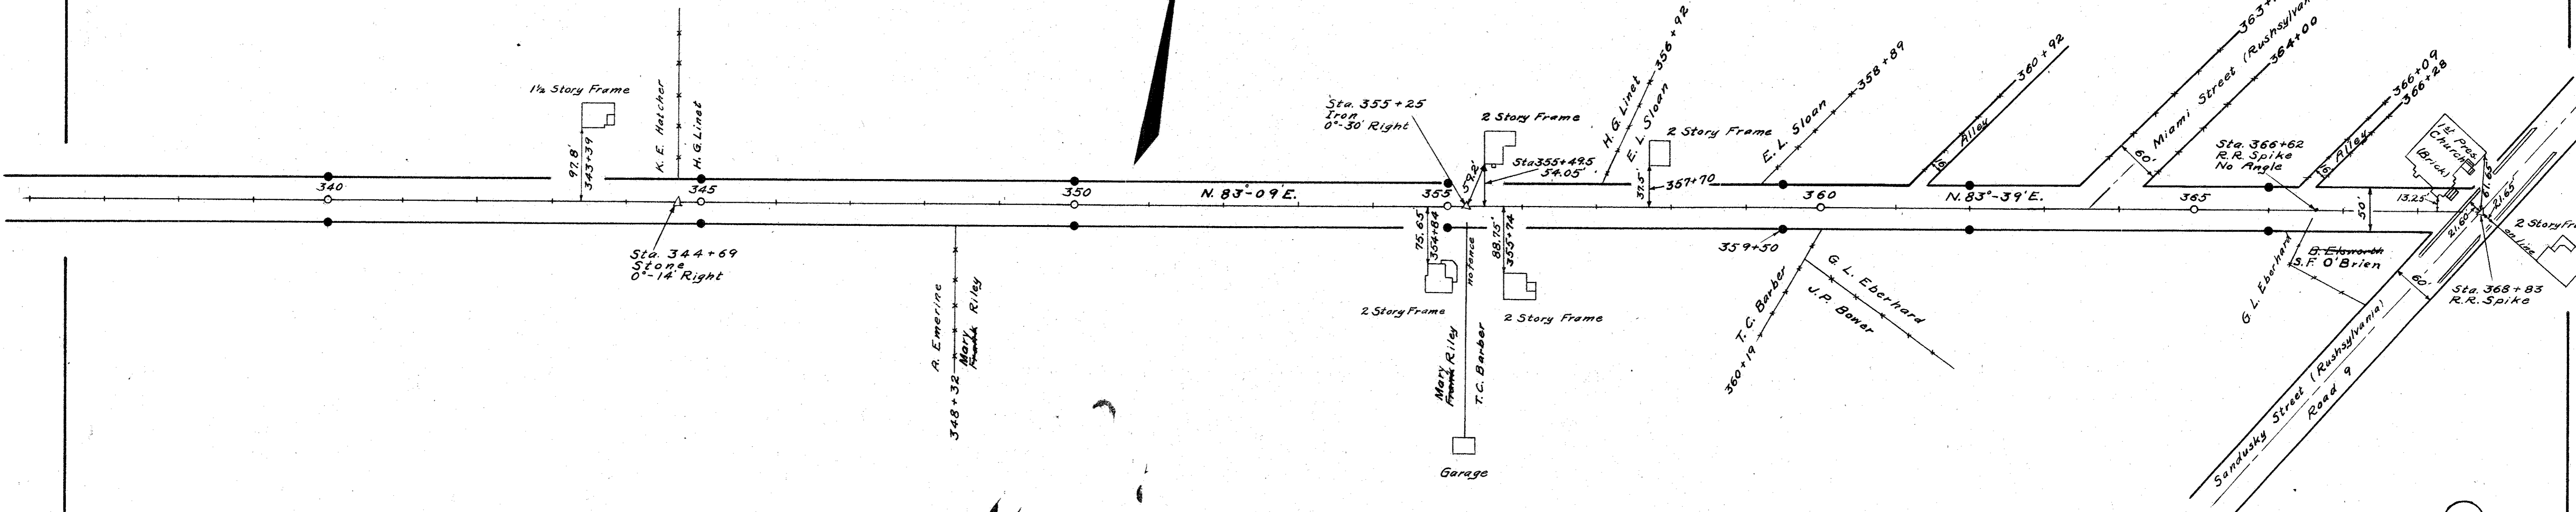 1½ Story Frame
97.8'
343+39
K. E. Hatcher
H.G. Linet
340
345
Sta. 344+69
Stone
0°-14' Right
A. Emerine
Mary
Frank Riley
348+32
350
N. 83°-09' E.
Sta. 355+25
Iron
0°-30' Right
355
59.2'
2 Story Frame
Sta 355+49.5
54.05'
75.65'
354+84
2 Story Frame
no fence
88.75'
355+74
2 Story Frame
Mary
Frank Riley
T.C. Barber
Garage
H.G. Linet
E.L. Sloan
356+92
2 Story Frame
37.5'
357+70
E. L. Sloan
358+89
359+50
360
T.C. Barber
360+19
G. L. Eberhard
J.P. Bower
16' Alley
360+92
N. 83°-39' E.
Miami Street (Rushsylvan
363+
364+00
60'
365
Sta. 366+62
R.R. Spike
No Angle
16' Alley
366+09
366+28
1st Pres.
Church
(Brick)
13.25'
61.65'
21.65'
21.60'
50'
on line
2 Story Fr
G. L. Eberhard
B. Elsworth
S.F. O'Brien
60'
Sta. 368+83
R.R. Spike
Sandusky Street (Rushsylvania)
Road 9